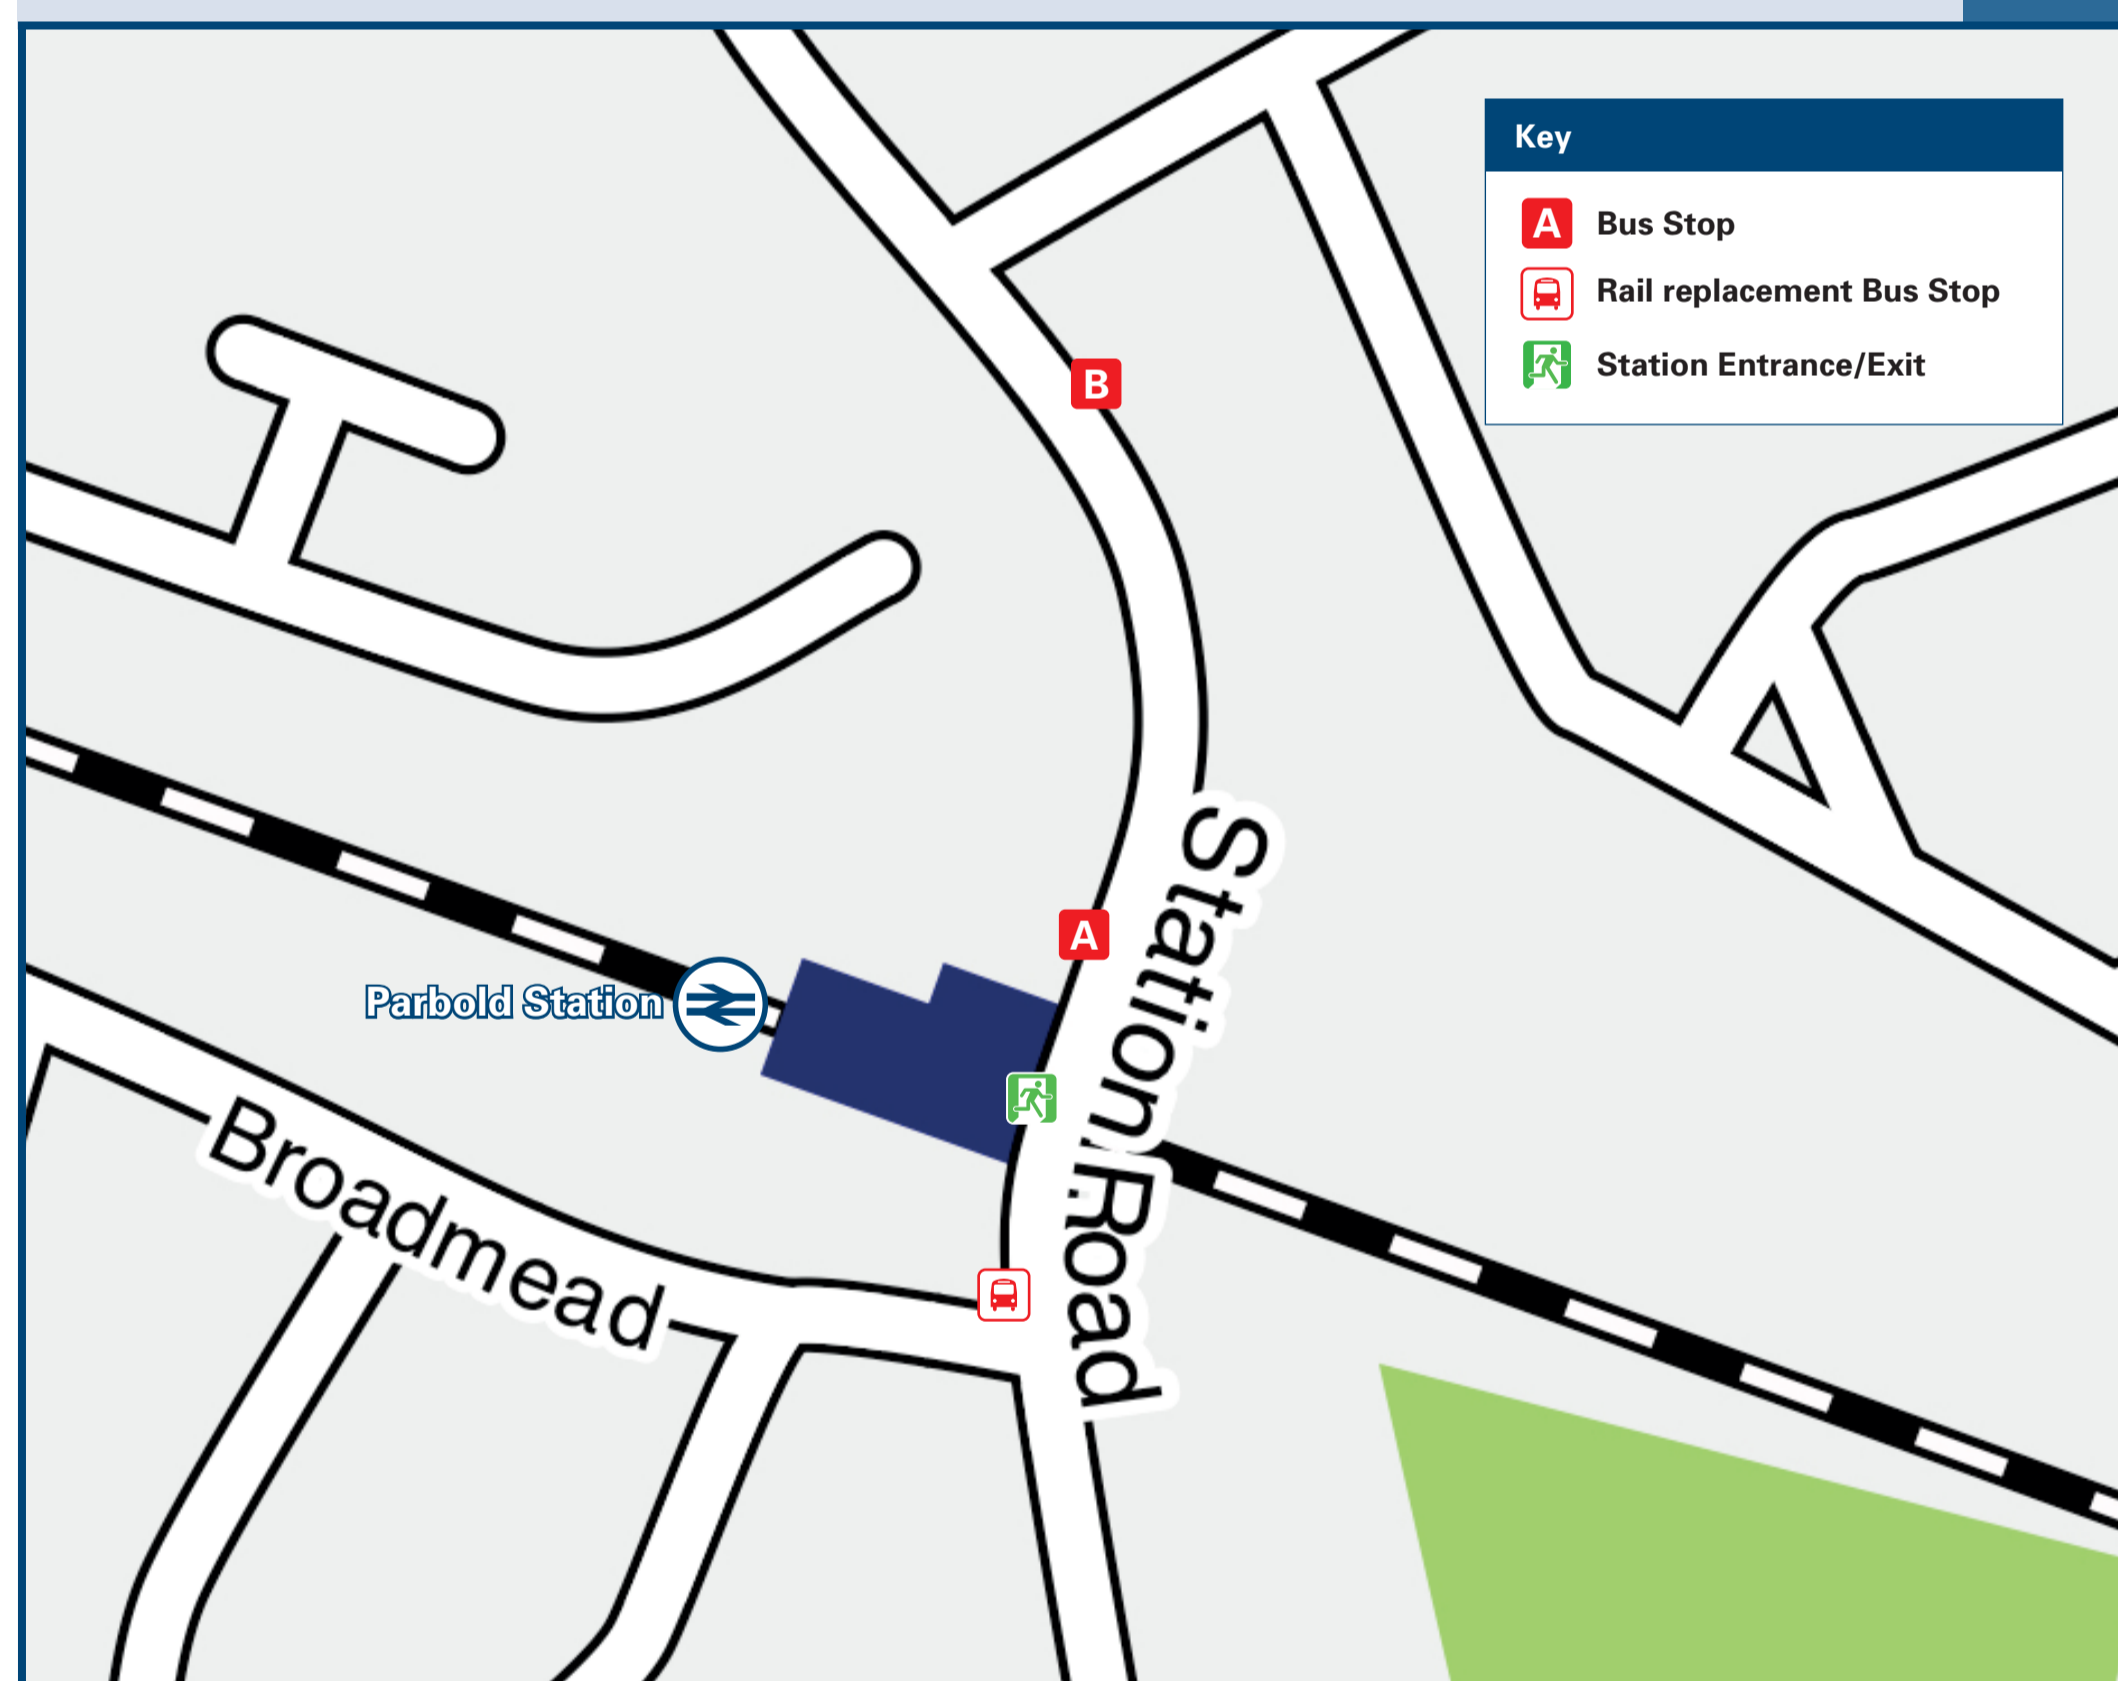 Key
A Bus Stop
Rail replacement Bus Stop
Station Entrance/Exit
B
Station Road
A
Parbold Station
Broadmead